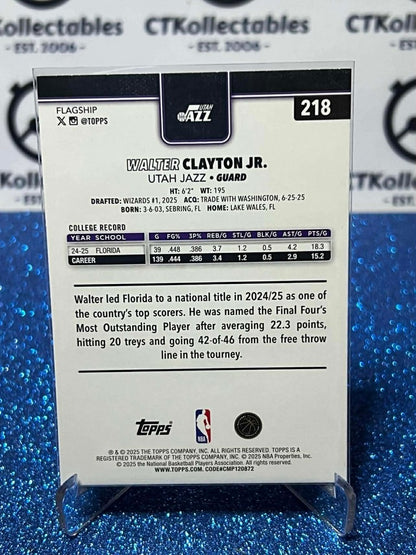 CTKollectables
- EST. 2006 -
CTKollectables
- EST. 2006 -
FLAGSHIP
@TOPPS
UTAH
JAZZ
218
WALTER CLAYTON JR.
UTAH JAZZ • GUARD
HT: 6'2" WT: 195
DRAFTED: WIZARDS #1, 2025 ACQ: TRADE WITH WASHINGTON, 6-25-25
BORN: 3-6-03, SEBRING, FL HOME: LAKE WALES, FL
COLLEGE RECORD
YEAR SCHOOL G FG% 3P% REB/G STL/G BLK/G AST/G PTS/G
24-25 FLORIDA 39 .448 .386 3.7 1.2 0.5 4.2 18.3
CAREER 139 .444 .386 3.4 1.2 0.5 2.9 15.2
Walter led Florida to a national title in 2024/25 as one of
the country's top scorers. He was named the Final Four's
Most Outstanding Player after averaging 22.3 points,
hitting 20 treys and going 42-of-46 from the free throw
line in the tourney.
Topps
NBA
® & © 2025 THE TOPPS COMPANY, INC. ALL RIGHTS RESERVED. TOPPS IS A
REGISTERED TRADEMARK OF THE TOPPS COMPANY, INC. © 2025 NBA Properties, Inc.
© 2025 the National Basketball Players Association. All rights reserved.
WWW.TOPPS.COM. CODE#CMP120872